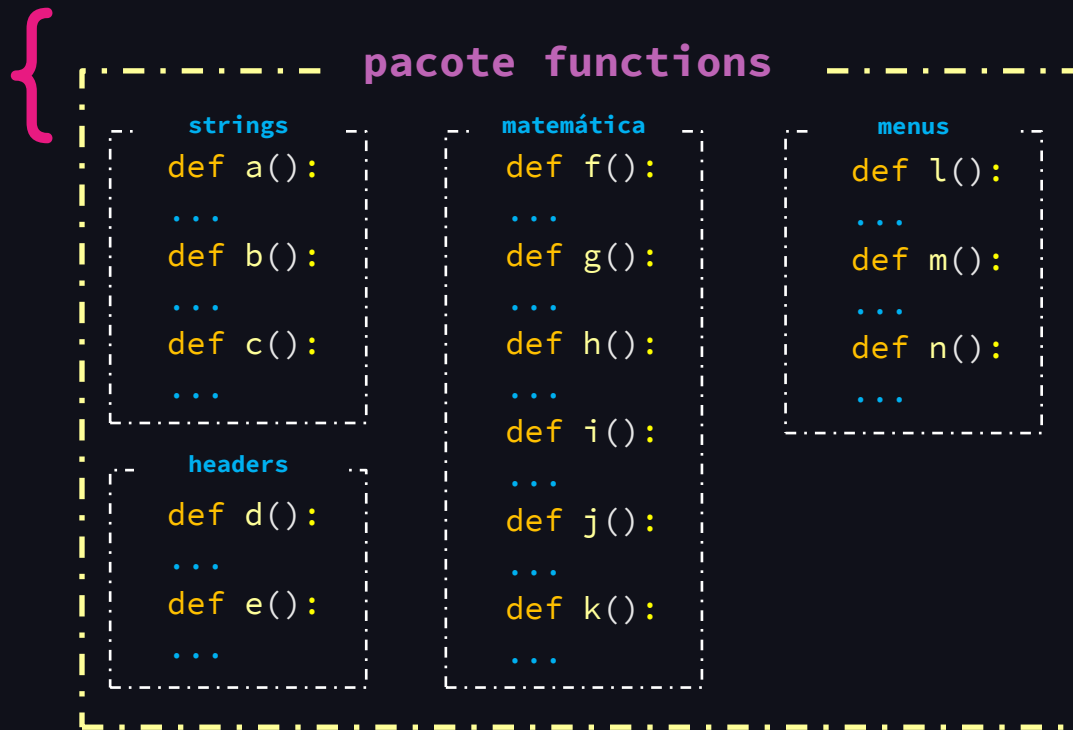 {
pacote functions
strings
def a():
...
def b():
...
def c():
...
headers
def d():
...
def e():
...
matemática
def f():
...
def g():
...
def h():
...
def i():
...
def j():
...
def k():
...
menus
def l():
...
def m():
...
def n():
...